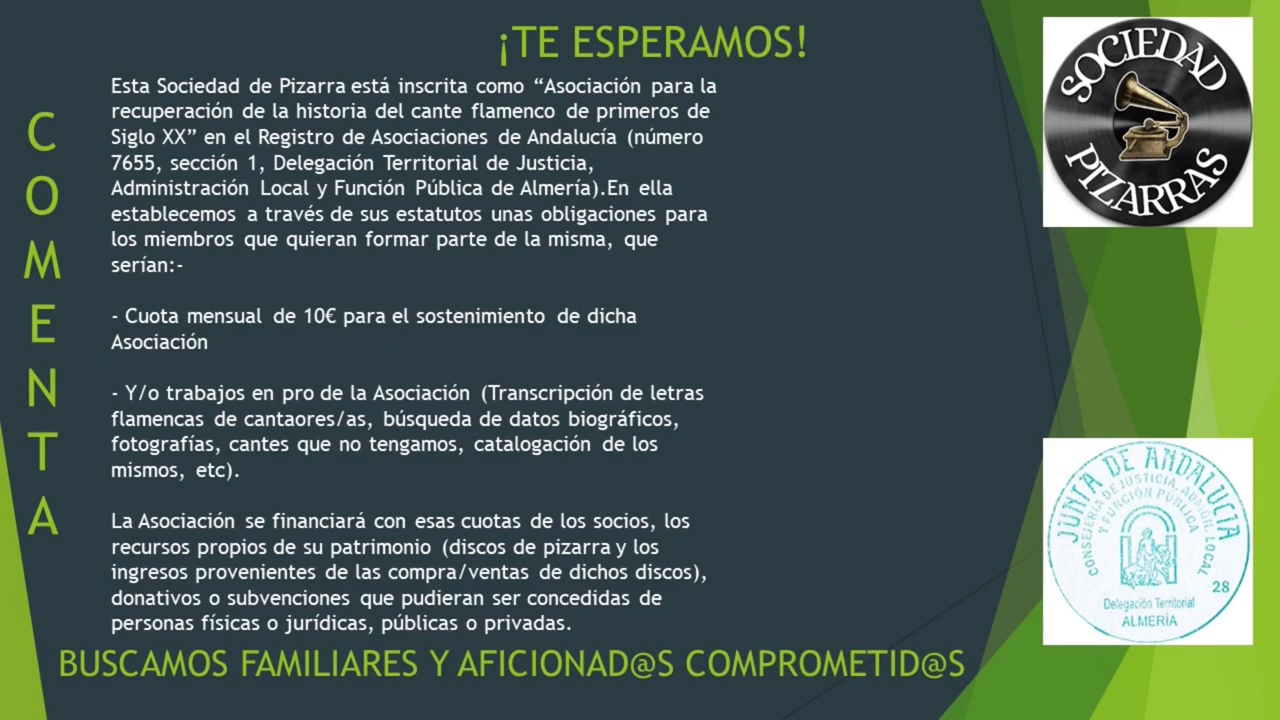 ¡TE ESPERAMOS!
COMENTA
Esta Sociedad de Pizarra está inscrita como “Asociación para la
recuperación de la historia del cante flamenco de primeros de
Siglo XX” en el Registro de Asociaciones de Andalucía (número
7655, sección 1, Delegación Territorial de Justicia,
Administración Local y Función Pública de Almería).En ella
establecemos a través de sus estatutos unas obligaciones para
los miembros que quieran formar parte de la misma, que
serían:-
- Cuota mensual de 10€ para el sostenimiento de dicha
Asociación
- Y/o trabajos en pro de la Asociación (Transcripción de letras
flamencas de cantaores/as, búsqueda de datos biográficos,
fotografías, cantes que no tengamos, catalogación de los
mismos, etc).
La Asociación se financiará con esas cuotas de los socios, los
recursos propios de su patrimonio (discos de pizarra y los
ingresos provenientes de las compra/ventas de dichos discos),
donativos o subvenciones que pudieran ser concedidas de
personas físicas o jurídicas, públicas o privadas.
BUSCAMOS FAMILIARES Y AFICIONAD@S COMPROMETID@S
SOCIEDAD
PIZARRAS
JUNTA DE ANDALUCIA
CONSEJERÍA DE JUSTICIA, ADMÓN. LOCAL
Y FUNCIÓN PÚBLICA
28
Delegación Territorial
ALMERÍA